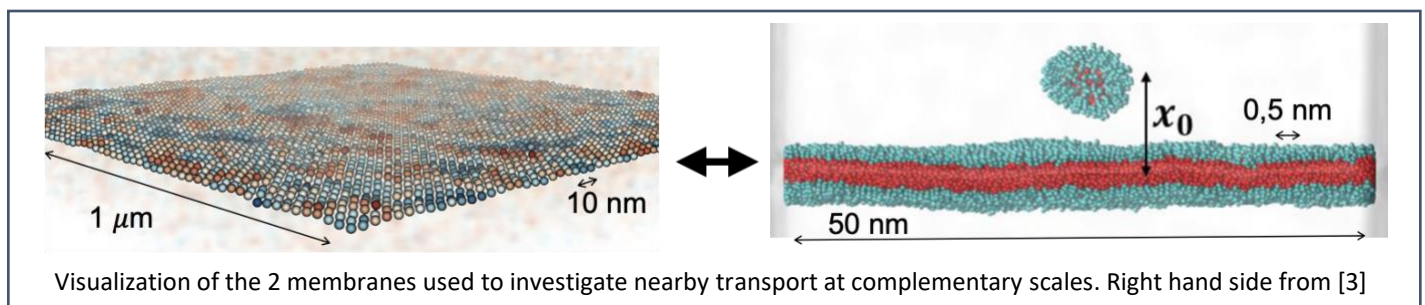 1 μm
10 nm
x₀
0,5 nm
50 nm
Visualization of the 2 membranes used to investigate nearby transport at complementary scales. Right hand side from [3]